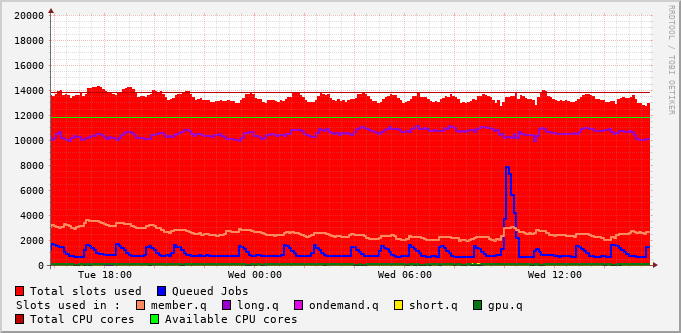 20000
18000
16000
14000
12000
10000
8000
6000
4000
2000
0
Tue 18:00 Wed 00:00 Wed 06:00 Wed 12:00
Total slots used Queued Jobs
Slots used in : member.q long.q ondemand.q short.q gpu.q
Total CPU cores Available CPU cores
RRDTOOL / TOBI OETIKER